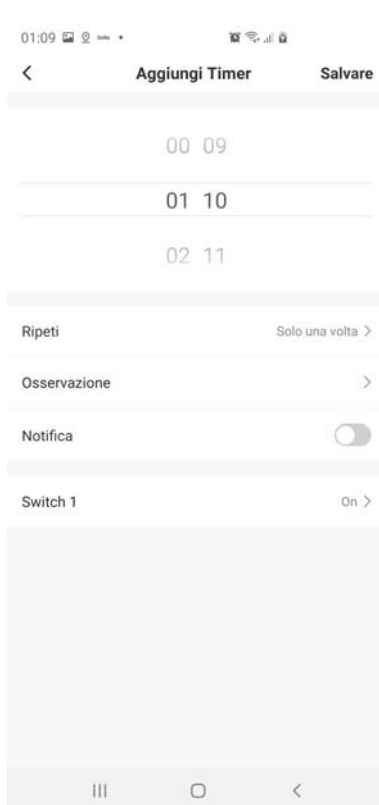 01:09
Aggiungi Timer Salvare
00 09
01 10
02 11
Ripeti Solo una volta
Osservazione
Notifica
Switch 1 On